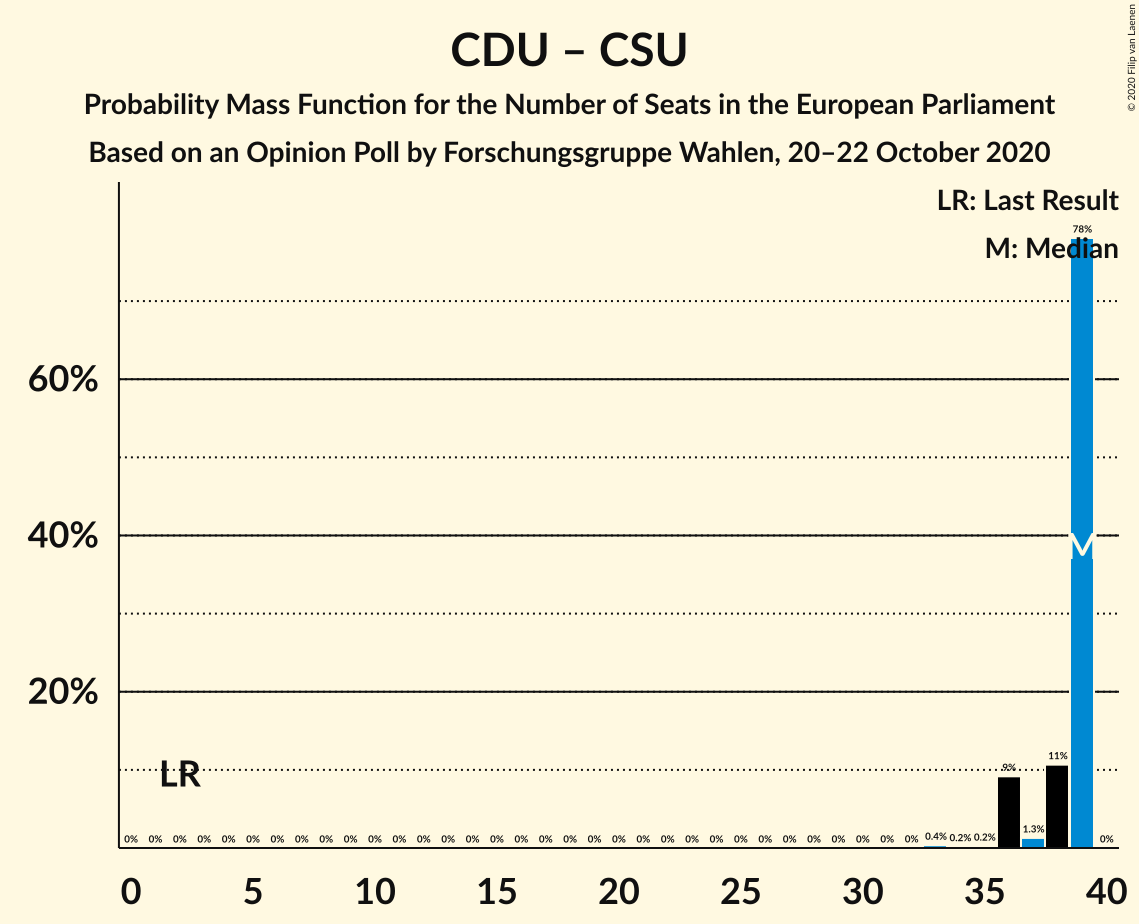 CDU – CSU
Probability Mass Function for the Number of Seats in the European Parliament
Based on an Opinion Poll by Forschungsgruppe Wahlen, 20–22 October 2020
© 2020 Filip van Laenen
LR: Last Result
M: Median
78%
60%
40%
M
20%
LR
0% 0% 0% 0% 0% 0% 0% 0% 0% 0% 0% 0% 0% 0% 0% 0% 0% 0% 0% 0% 0% 0% 0% 0% 0% 0% 0% 0% 0% 0% 0% 0% 0% 0.4% 0.2% 0.2% 9% 1.3% 11% 0%
0 5 10 15 20 25 30 35 40